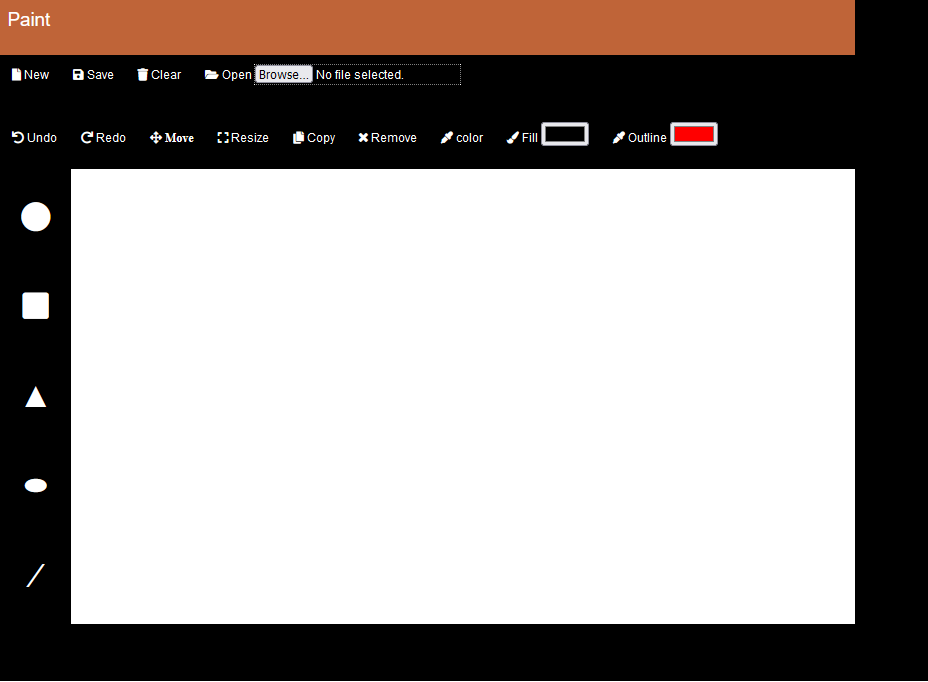 Paint
New Save Clear Open Browse... No file selected.
Undo Redo Move Resize Copy Remove color Fill Outline